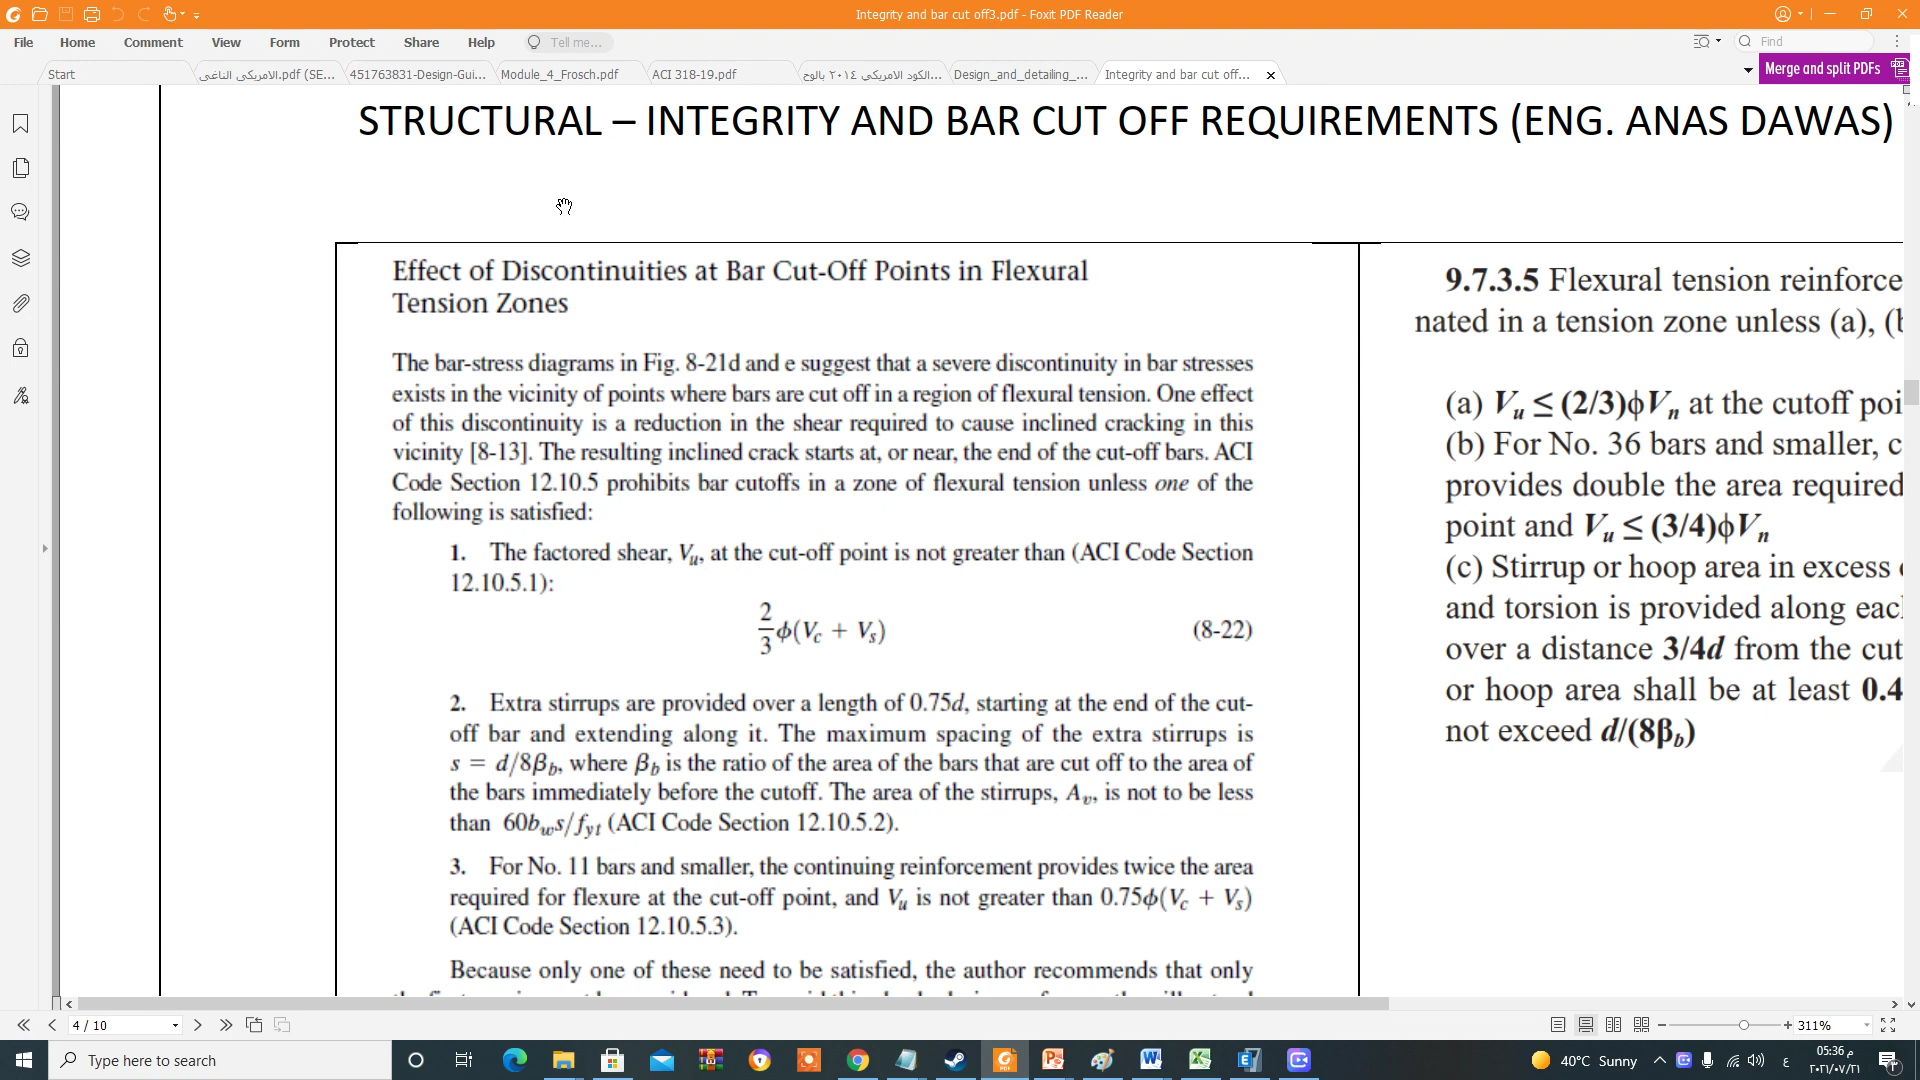 Integrity and bar cut off3.pdf - Foxit PDF Reader
File Home Comment View Form Protect Share Help Tell me... Find
Start
الامريكى الناغى.pdf (SE...
451763831-Design-Gui...
Module_4_Frosch.pdf
ACI 318-19.pdf
الكود الامريكي ٢٠١٤ بالوح...
Design_and_detailing_...
Integrity and bar cut off...
Merge and split PDFs
STRUCTURAL – INTEGRITY AND BAR CUT OFF REQUIREMENTS (ENG. ANAS DAWAS)
Effect of Discontinuities at Bar Cut-Off Points in Flexural
Tension Zones
The bar-stress diagrams in Fig. 8-21d and e suggest that a severe discontinuity in bar stresses
exists in the vicinity of points where bars are cut off in a region of flexural tension. One effect
of this discontinuity is a reduction in the shear required to cause inclined cracking in this
vicinity [8-13]. The resulting inclined crack starts at, or near, the end of the cut-off bars. ACI
Code Section 12.10.5 prohibits bar cutoffs in a zone of flexural tension unless one of the
following is satisfied:
1. The factored shear, Vu, at the cut-off point is not greater than (ACI Code Section
12.10.5.1):
2/3 ϕ(Vc + Vs) (8-22)
2. Extra stirrups are provided over a length of 0.75d, starting at the end of the cut-
off bar and extending along it. The maximum spacing of the extra stirrups is
s = d/8βb, where βb is the ratio of the area of the bars that are cut off to the area of
the bars immediately before the cutoff. The area of the stirrups, Av, is not to be less
than 60bws/fyt (ACI Code Section 12.10.5.2).
3. For No. 11 bars and smaller, the continuing reinforcement provides twice the area
required for flexure at the cut-off point, and Vu is not greater than 0.75ϕ(Vc + Vs)
(ACI Code Section 12.10.5.3).
Because only one of these need to be satisfied, the author recommends that only
9.7.3.5 Flexural tension reinforce
nated in a tension zone unless (a), (b
(a) Vu ≤ (2/3)ϕVn at the cutoff poi
(b) For No. 36 bars and smaller, c
provides double the area required
point and Vu ≤ (3/4)ϕVn
(c) Stirrup or hoop area in excess
and torsion is provided along eac
over a distance 3/4d from the cut
or hoop area shall be at least 0.4
not exceed d/(8βb)
4 / 10
311%
Type here to search
40°C Sunny
ع
05:36 م
٢٠٢١/٠٧/٢١